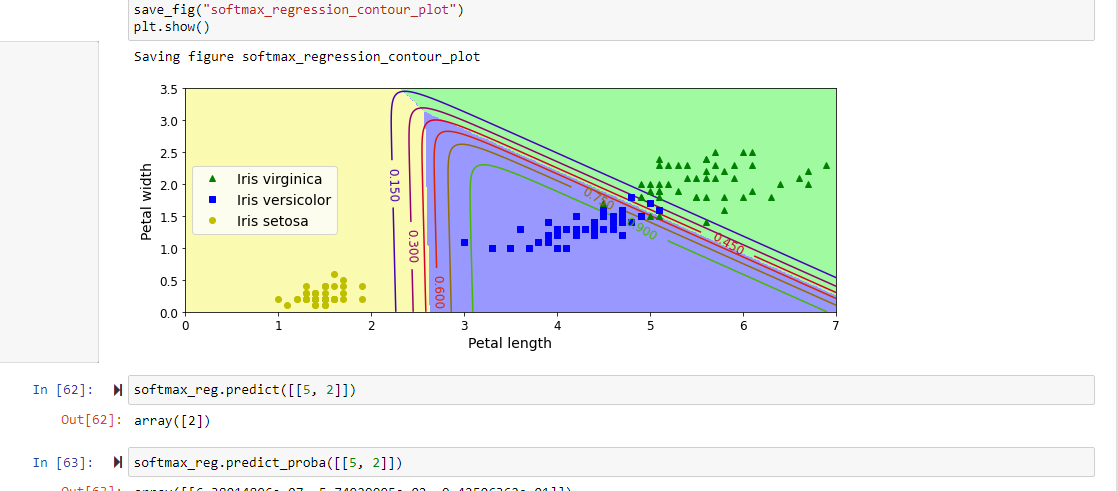 save_fig("softmax_regression_contour_plot")
plt.show()
Saving figure softmax_regression_contour_plot
3.5
3.0
2.5
2.0
1.5
1.0
0.5
0.0
Petal width
Iris virginica
Iris versicolor
Iris setosa
0.150
0.300
0.600
0.750
0.900
0.450
0 1 2 3 4 5 6 7
Petal length
In [62]: softmax_reg.predict([[5, 2]])
Out[62]: array([2])
In [63]: softmax_reg.predict_proba([[5, 2]])